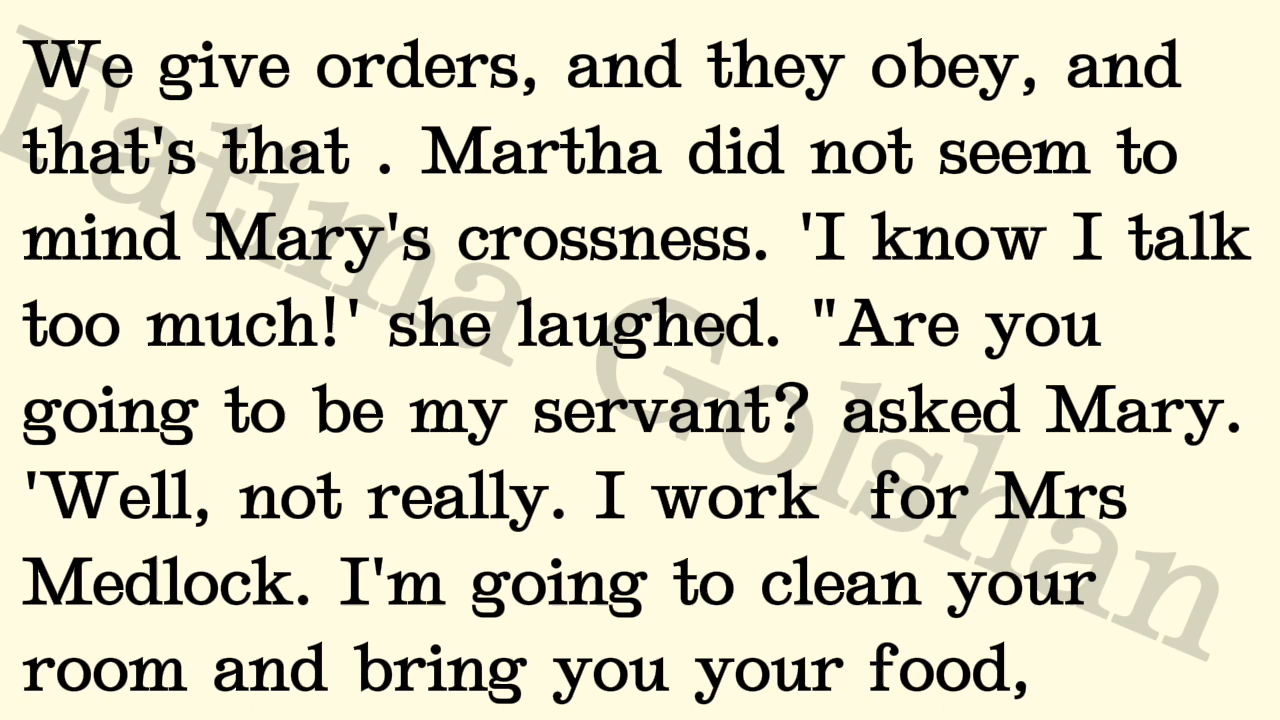 We give orders, and they obey, and
that's that . Martha did not seem to
mind Mary's crossness. 'I know I talk
too much!' she laughed. "Are you
going to be my servant? asked Mary.
'Well, not really. I work  for Mrs
Medlock. I'm going to clean your
room and bring you your food,
Fatima Golshan